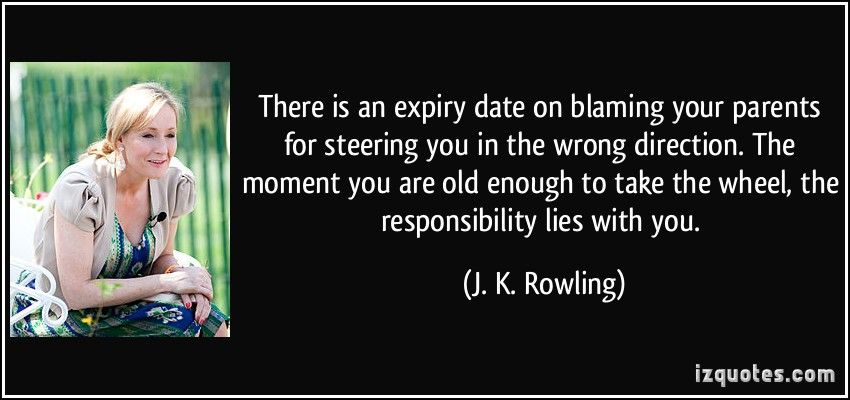 There is an expiry date on blaming your parents
for steering you in the wrong direction. The
moment you are old enough to take the wheel, the
responsibility lies with you.
(J. K. Rowling)
izquotes.com